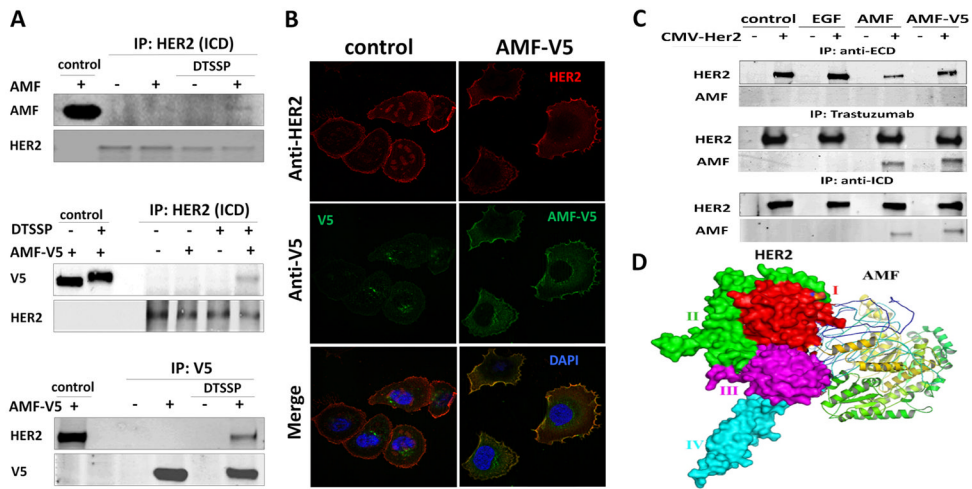 A
IP: HER2 (ICD)
control
DTSSP
AMF + - + - +
AMF
HER2
control
IP: HER2 (ICD)
DTSSP - + - - + +
AMF-V5 + + - + - +
V5
HER2
IP: V5
control
DTSSP
AMF-V5 + - + - +
HER2
V5
B
control AMF-V5
Anti-HER2
HER2
Anti-V5
V5
AMF-V5
Merge
DAPI
C
control EGF AMF AMF-V5
CMV-Her2 - + - + - + - +
IP: anti-ECD
HER2
AMF
IP: Trastuzumab
HER2
AMF
IP: anti-ICD
HER2
AMF
D
HER2
AMF
I
II
III
IV